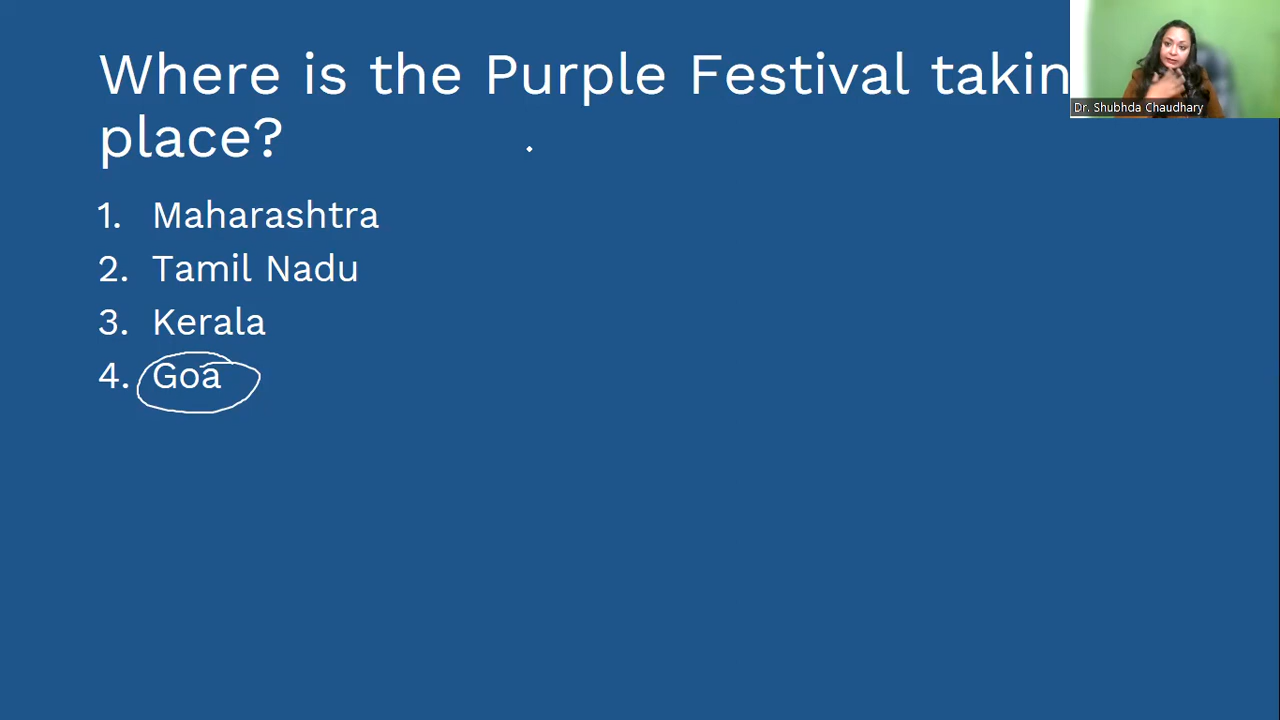 Where is the Purple Festival takin
place?
1. Maharashtra
2. Tamil Nadu
3. Kerala
4. Goa
Dr. Shubhda Chaudhary